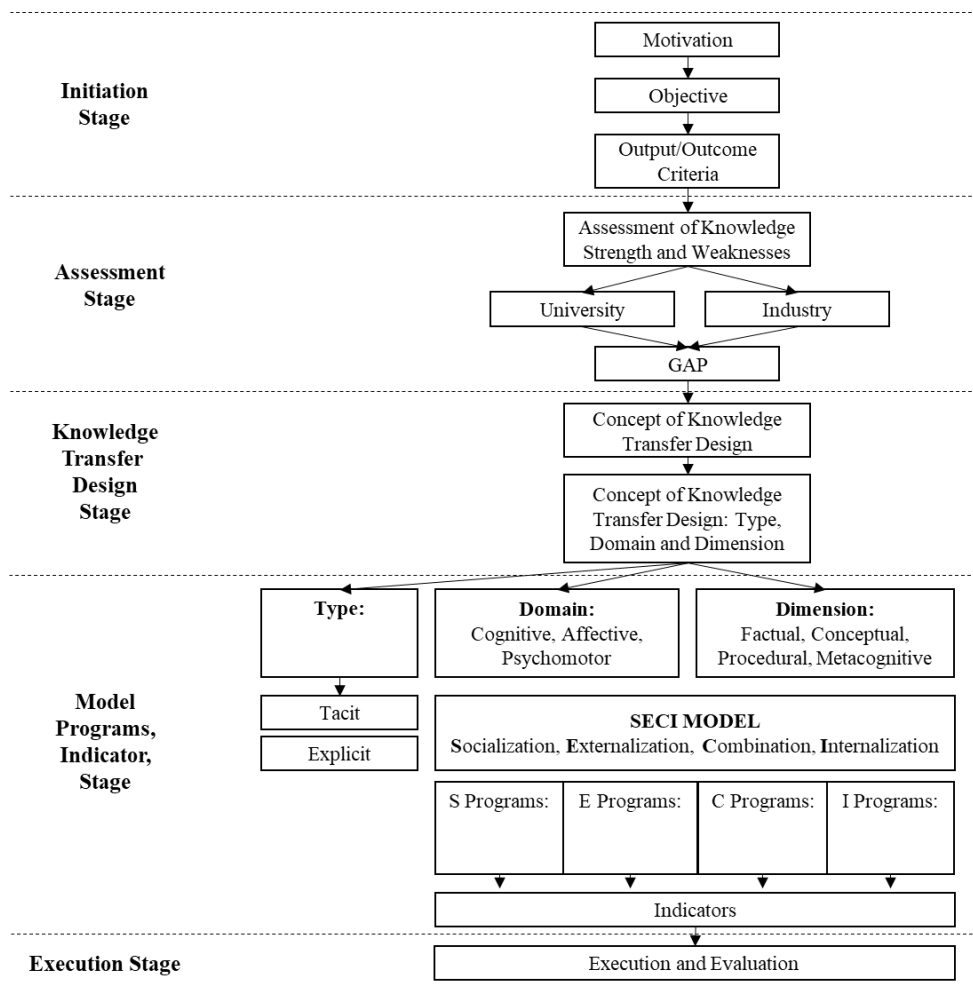 Initiation
Stage
Motivation
Objective
Output/Outcome
Criteria
Assessment
Stage
Assessment of Knowledge
Strength and Weaknesses
University
Industry
GAP
Knowledge
Transfer
Design
Stage
Concept of Knowledge
Transfer Design
Concept of Knowledge
Transfer Design: Type,
Domain and Dimension
Model
Programs,
Indicator,
Stage
Type:
Tacit
Explicit
Domain:
Cognitive, Affective,
Psychomotor
Dimension:
Factual, Conceptual,
Procedural, Metacognitive
SECI MODEL
Socialization, Externalization, Combination, Internalization
S Programs:
E Programs:
C Programs:
I Programs:
Indicators
Execution Stage
Execution and Evaluation